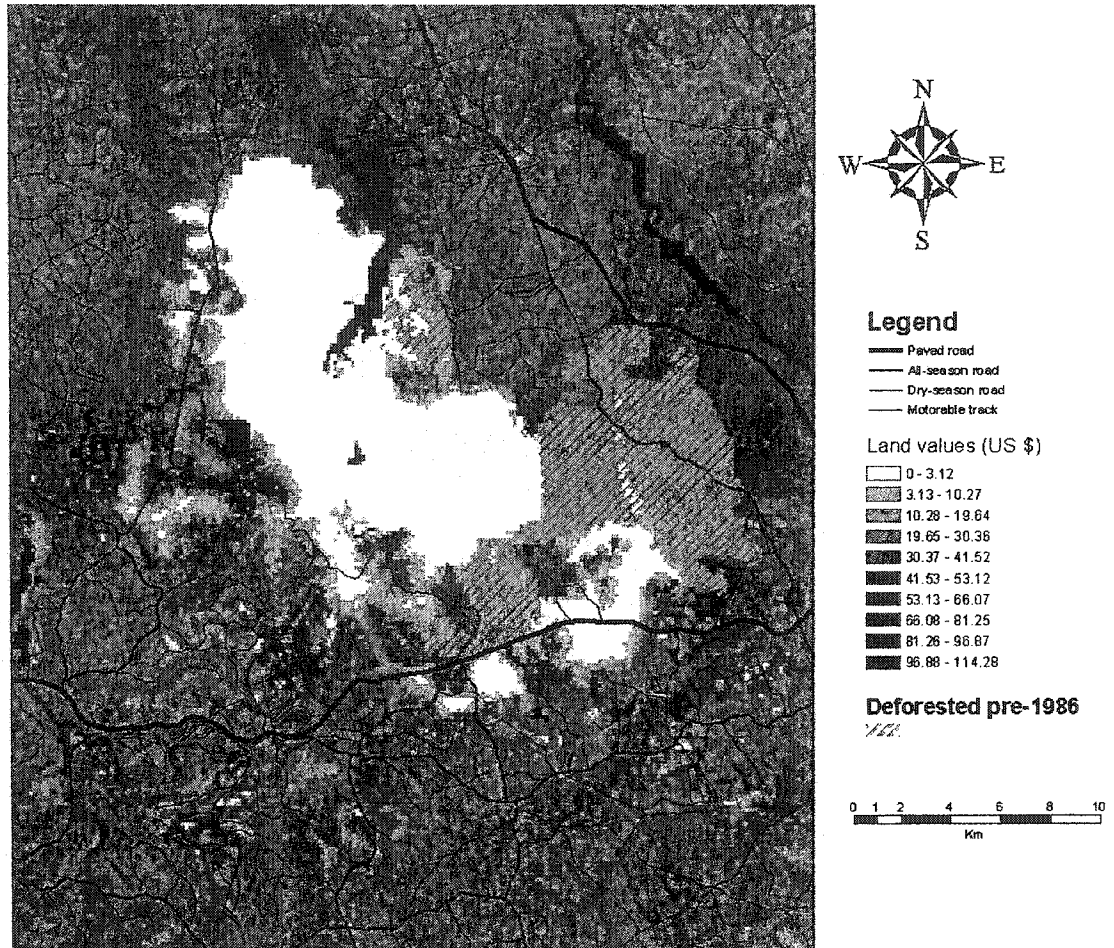 N
W E
S
Legend
Paved road
All-season road
Dry-season road
Motorable track
Land values (US $)
0 - 3.12
3.13 - 10.27
10.28 - 19.64
19.65 - 30.36
30.37 - 41.52
41.53 - 53.12
53.13 - 66.07
66.08 - 81.25
81.26 - 96.87
96.88 - 114.28
Deforested pre-1986
0 1 2 4 6 8 10
Km